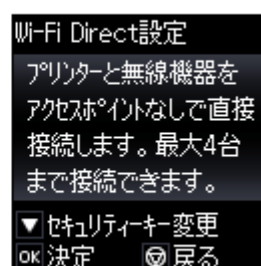 Wi-Fi Direct設定
プリンターと無線機器を
アクセスポイントなしで直接
接続します。最大4台
まで接続できます。
▼セキュリティーキー変更
OK 決定 戻る